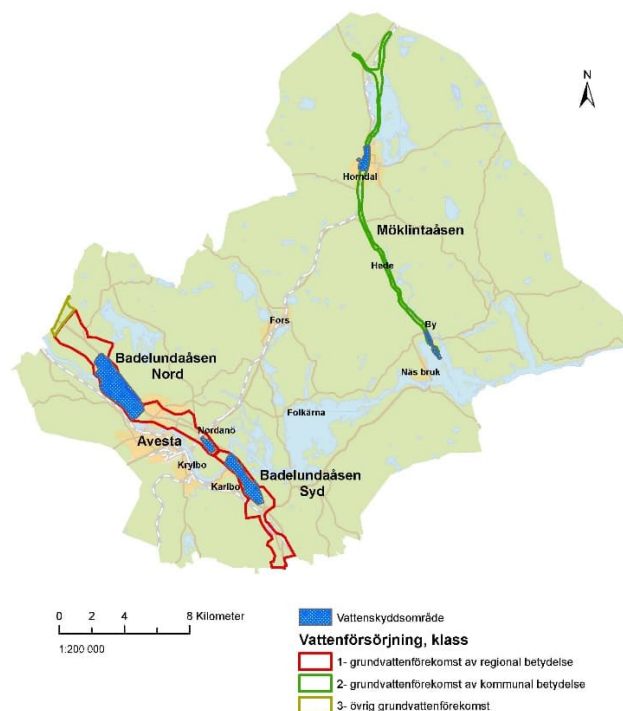 N
Horndal
Möklintaåsen
Hede
Fors
By
Badelundaåsen
Nord
Näs bruk
Folkärna
Nordanö
Avesta
Krylbo
Badelundaåsen
Syd
Karlbo
0 2 4 8 Kilometer
1:200 000
Vattenskyddsområde
Vattenförsörjning, klass
1- grundvattenförekomst av regional betydelse
2- grundvattenförekomst av kommunal betydelse
3- övrig grundvattenförekomst